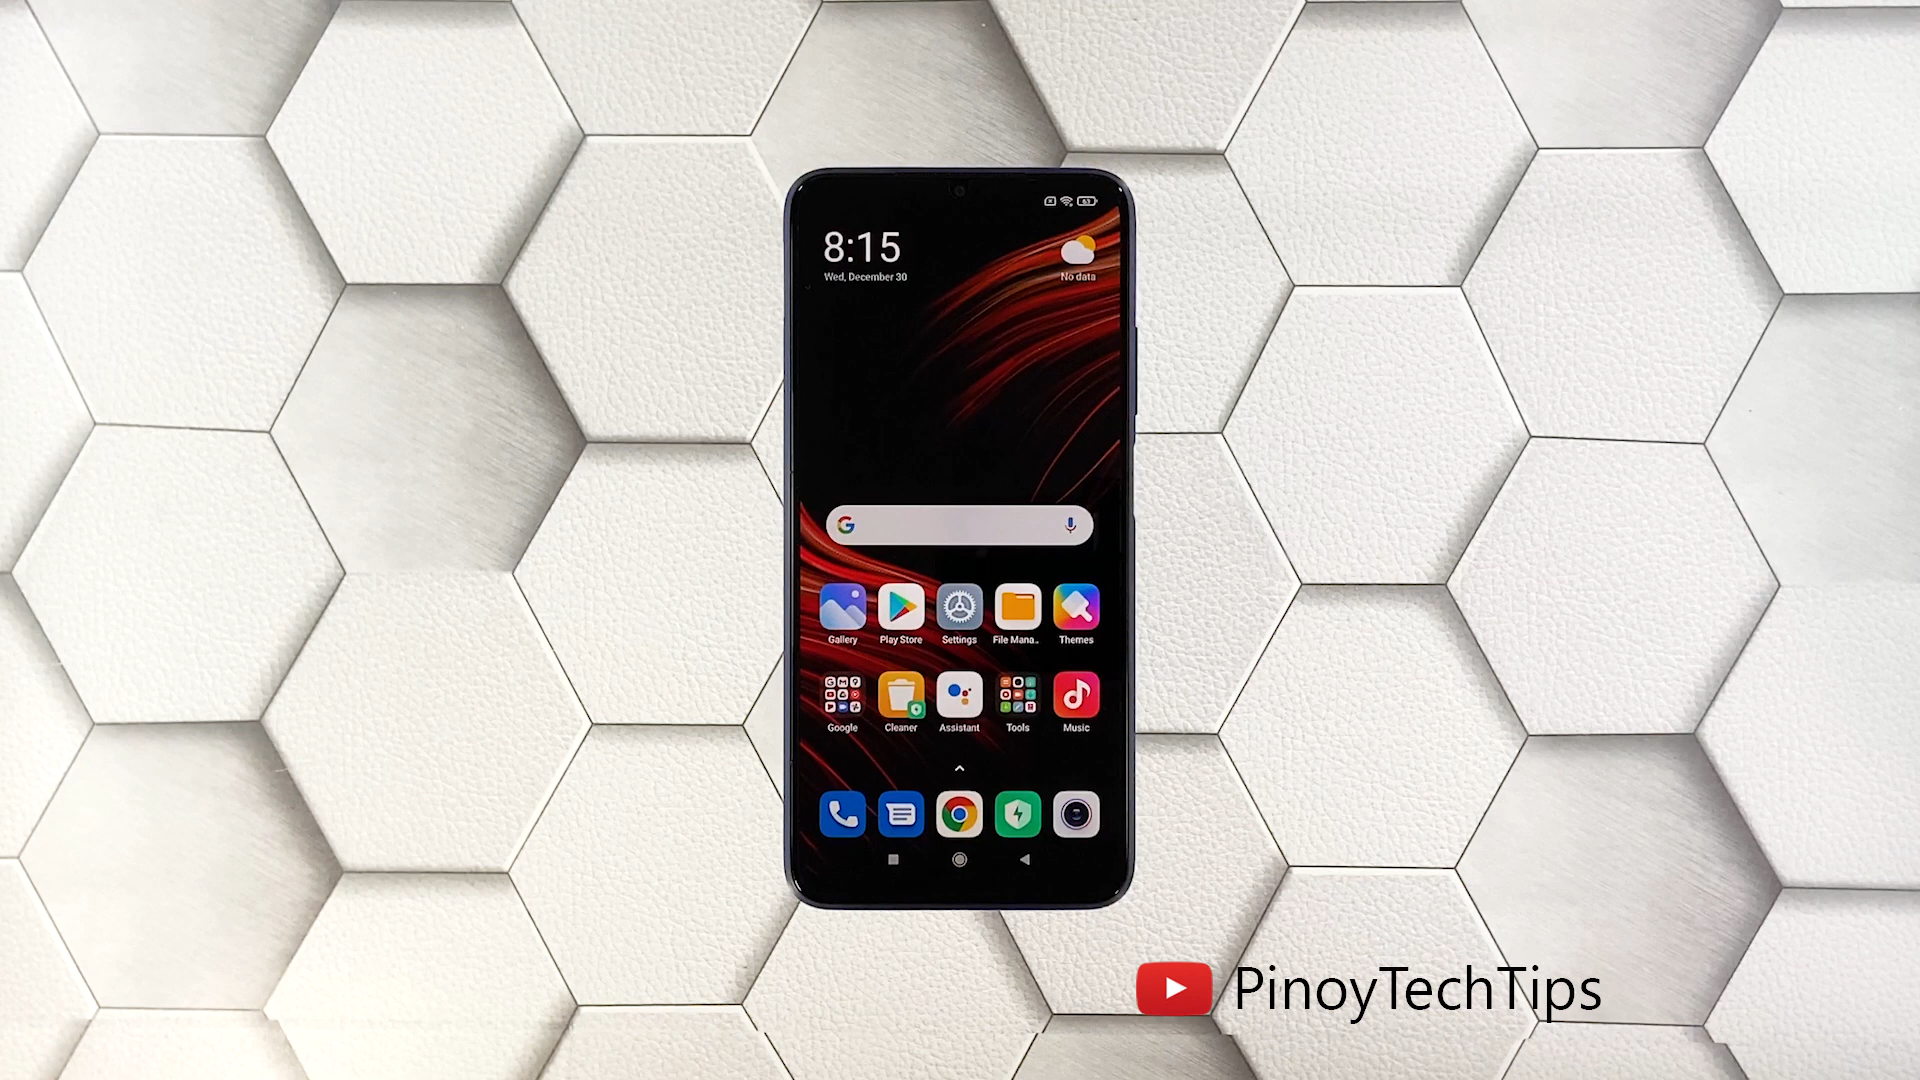 63
8:15
Wed, December 30
No data
Gallery
Play Store
Settings
File Mana..
Themes
Google
Cleaner
Assistant
Tools
Music
PinoyTechTips